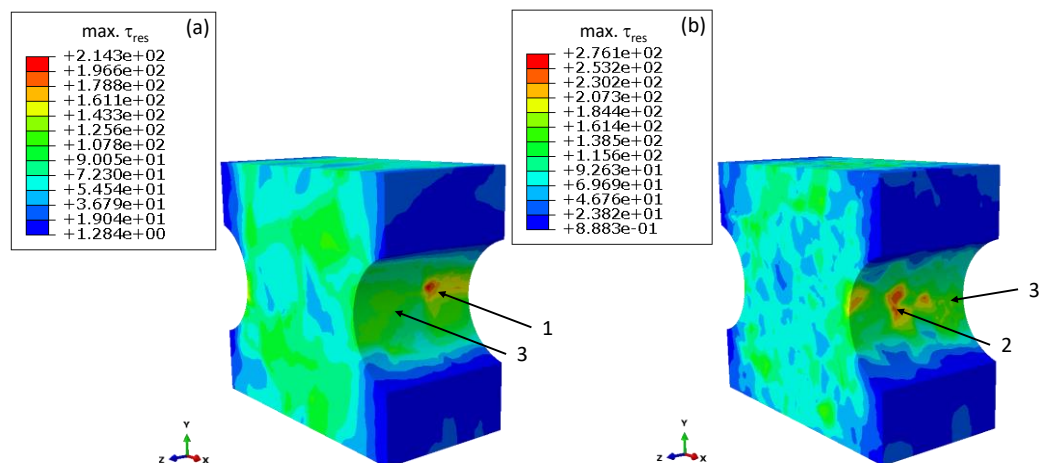 (a)
max. τres
+2.143e+02
+1.966e+02
+1.788e+02
+1.611e+02
+1.433e+02
+1.256e+02
+1.078e+02
+9.005e+01
+7.230e+01
+5.454e+01
+3.679e+01
+1.904e+01
+1.284e+00
1
3
Y
Z X
(b)
max. τres
+2.761e+02
+2.532e+02
+2.302e+02
+2.073e+02
+1.844e+02
+1.614e+02
+1.385e+02
+1.156e+02
+9.263e+01
+6.969e+01
+4.676e+01
+2.382e+01
+8.883e-01
3
2
Y
Z X